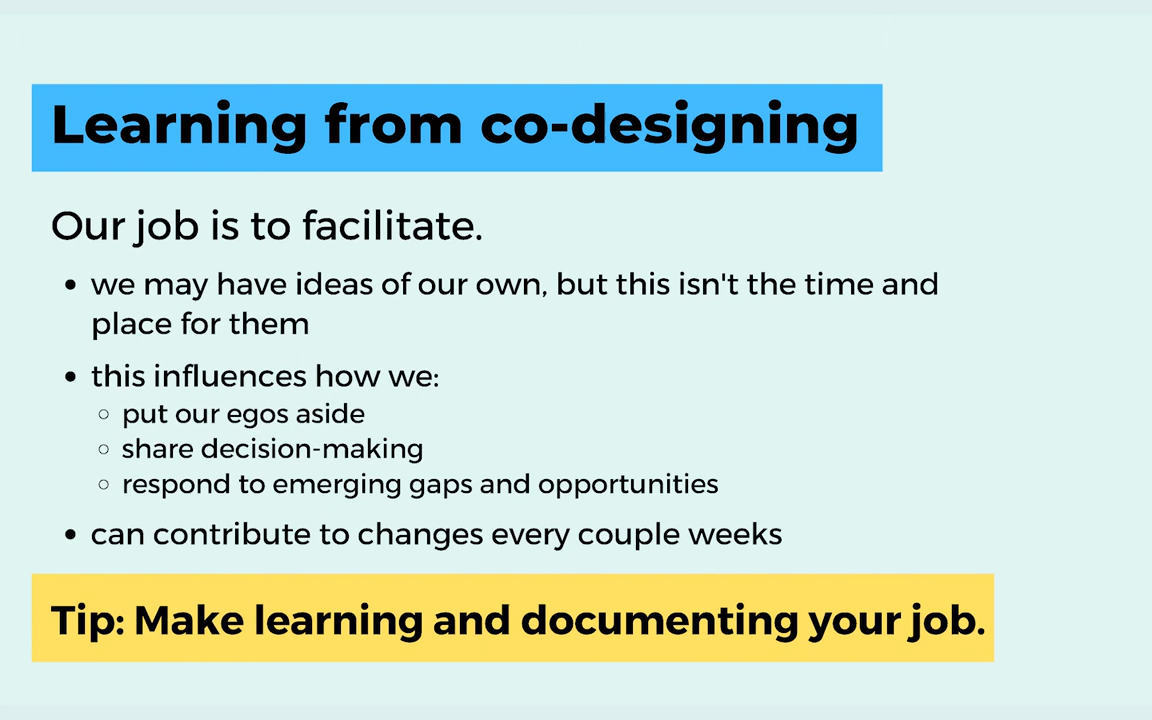 Learning from co-designing
Our job is to facilitate.
• we may have ideas of our own, but this isn't the time and
place for them
• this influences how we:
○ put our egos aside
○ share decision-making
○ respond to emerging gaps and opportunities
• can contribute to changes every couple weeks
Tip: Make learning and documenting your job.